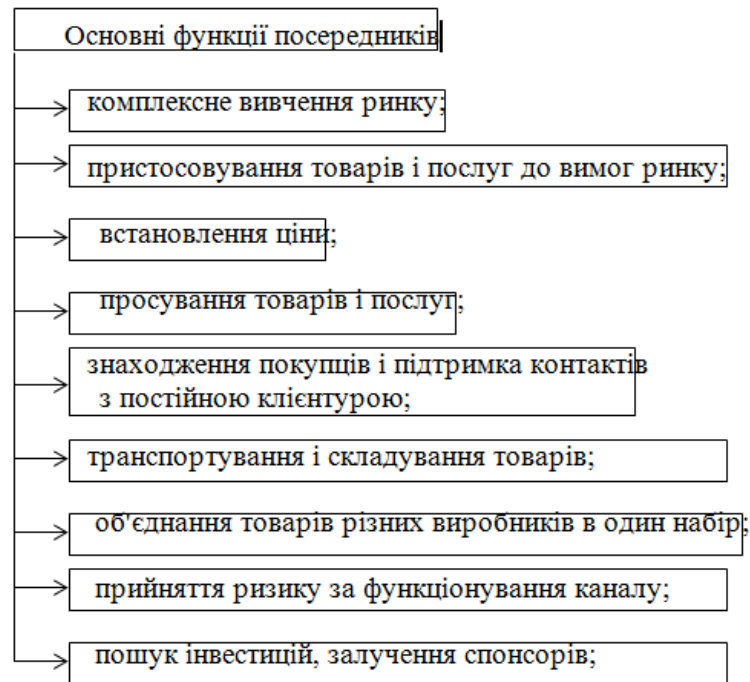 Основні функції посередників
комплексне вивчення ринку;
пристосовування товарів і послуг до вимог ринку;
встановлення ціни;
просування товарів і послуг;
знаходження покупців і підтримка контактів
з постійною клієнтурою;
транспортування і складування товарів;
об'єднання товарів різних виробників в один набір;
прийняття ризику за функціонування каналу;
пошук інвестицій, залучення спонсорів;